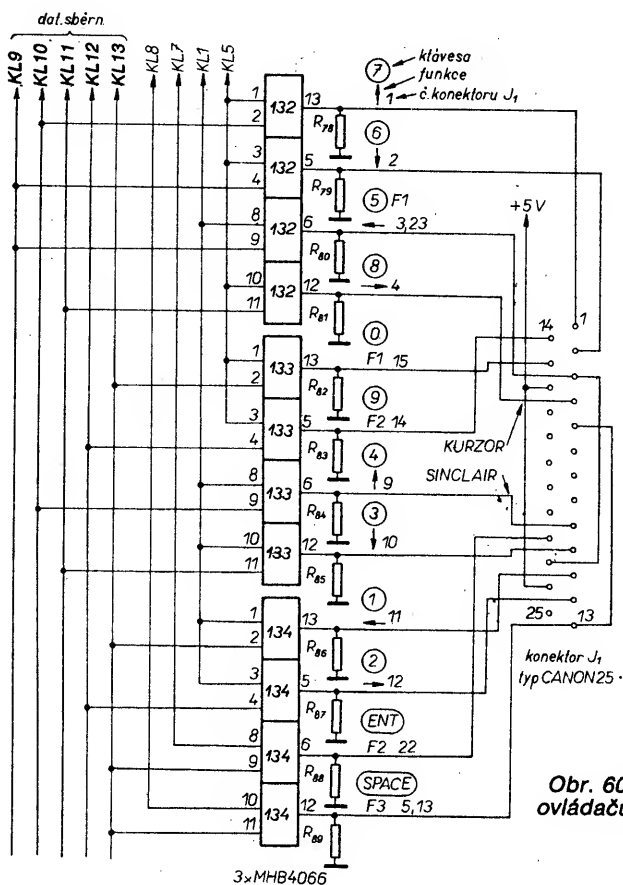 dat. sběrn.
KL9
KL10
KL11
KL12
KL13
KL8
KL7
KL1
KL5
7 klávesa
funkce
1 č. konektoru J1
1
2
132
13
R78
6
2
3
4
132
5
R79
5 F1
3,23
+5V
8
9
132
6
R80
8
4
10
11
132
12
R81
0
F1 15
14
1
1
2
133
13
R82
9
F2 14
3
4
133
5
R83
4
9
KURZOR
SINCLAIR
8
9
133
6
R84
3
10
10
11
133
12
R85
1
11
1
2
134
13
R86
2
12
25
13
konektor J1
typ CANON 25
3
4
134
5
R87
ENT
F2 22
8
9
134
6
R88
SPACE
F3 5,13
10
11
134
12
R89
Obr. 60
ovládačů
3×MHB4066